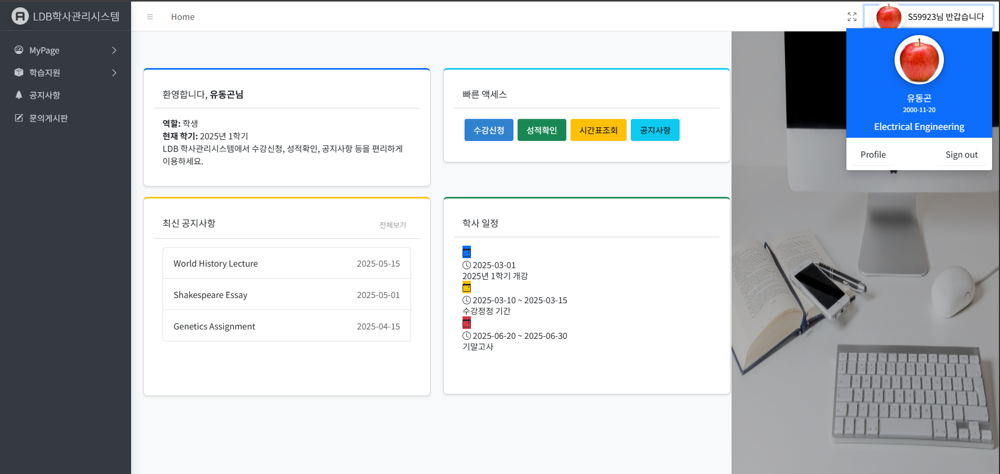 LDB학사관리시스템
Home
S59923님 반갑습니다
MyPage
학습지원
공지사항
문의게시판
유동곤
2000-11-20
Electrical Engineering
Profile
Sign out
환영합니다, 유동곤님
역할: 학생
현재 학기: 2025년 1학기
LDB 학사관리시스템에서 수강신청, 성적확인, 공지사항 등을 편리하게
이용하세요.
빠른 액세스
수강신청
성적확인
시간표조회
공지사항
최신 공지사항
전체보기
World History Lecture 2025-05-15
Shakespeare Essay 2025-05-01
Genetics Assignment 2025-04-15
학사 일정
2025-03-01
2025년 1학기 개강
2025-03-10 ~ 2025-03-15
수강정정 기간
2025-06-20 ~ 2025-06-30
기말고사